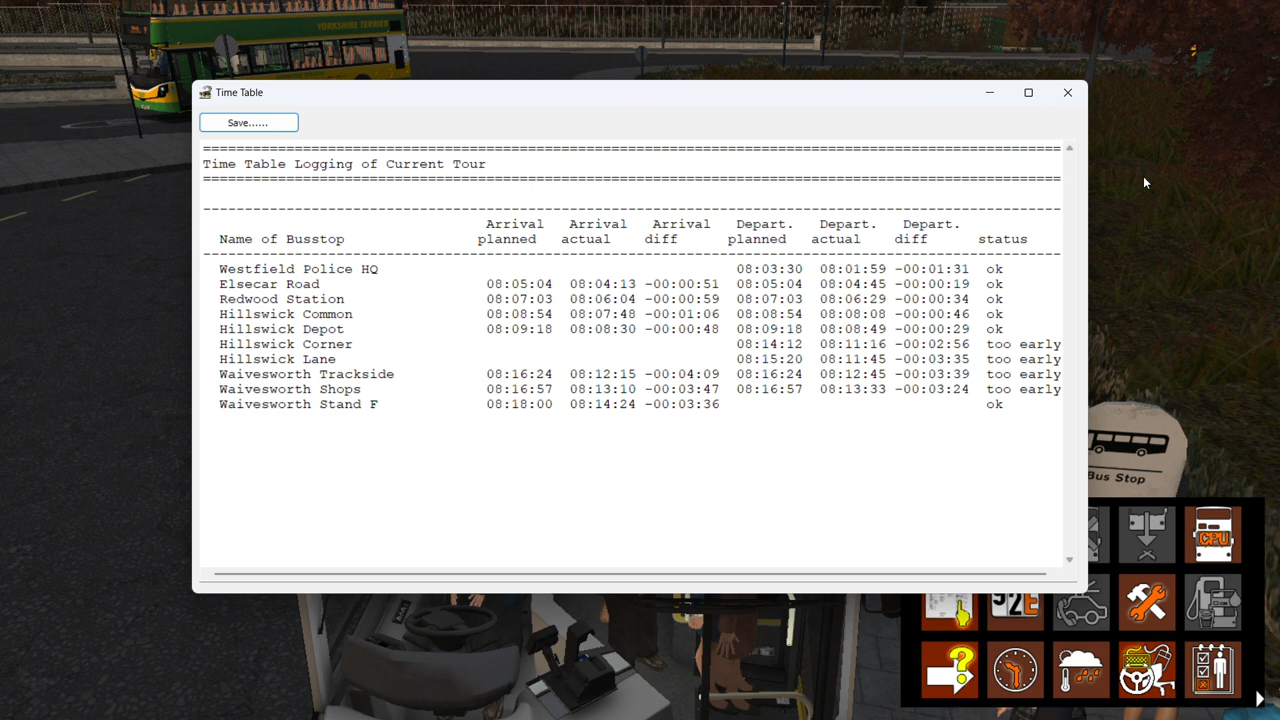 YORKSHIRE TERRIER
Time Table
Save......
Time Table Logging of Current Tour
Arrival Arrival Arrival Depart. Depart. Depart.
Name of Busstop planned actual diff planned actual diff status
Westfield Police HQ 08:03:30 08:01:59 -00:01:31 ok
Elsecar Road 08:05:04 08:04:13 -00:00:51 08:05:04 08:04:45 -00:00:19 ok
Redwood Station 08:07:03 08:06:04 -00:00:59 08:07:03 08:06:29 -00:00:34 ok
Hillswick Common 08:08:54 08:07:48 -00:01:06 08:08:54 08:08:08 -00:00:46 ok
Hillswick Depot 08:09:18 08:08:30 -00:00:48 08:09:18 08:08:49 -00:00:29 ok
Hillswick Corner 08:14:12 08:11:16 -00:02:56 too early
Hillswick Lane 08:15:20 08:11:45 -00:03:35 too early
Waivesworth Trackside 08:16:24 08:12:15 -00:04:09 08:16:24 08:12:45 -00:03:39 too early
Waivesworth Shops 08:16:57 08:13:10 -00:03:47 08:16:57 08:13:33 -00:03:24 too early
Waivesworth Stand F 08:18:00 08:14:24 -00:03:36 ok
Bus Stop
CPU
52E